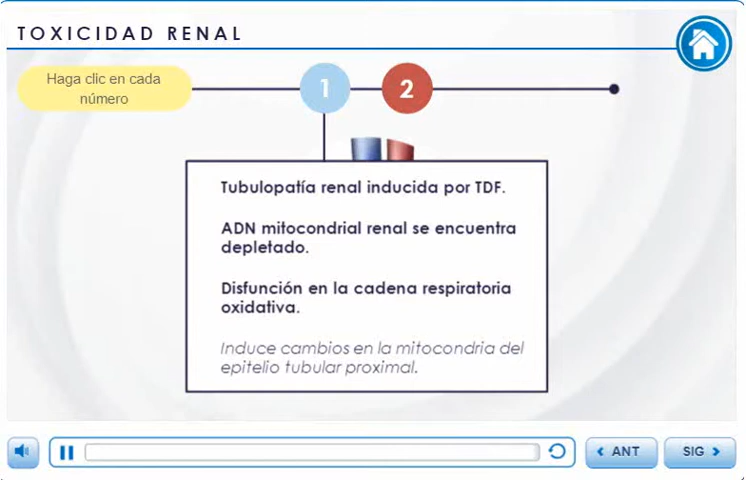 TOXICIDAD RENAL
Haga clic en cada
número
1
2
Tubulopatía renal inducida por TDF.
ADN mitocondrial renal se encuentra
depletado.
Disfunción en la cadena respiratoria
oxidativa.
Induce cambios en la mitocondria del
epitelio tubular proximal.
ANT
SIG